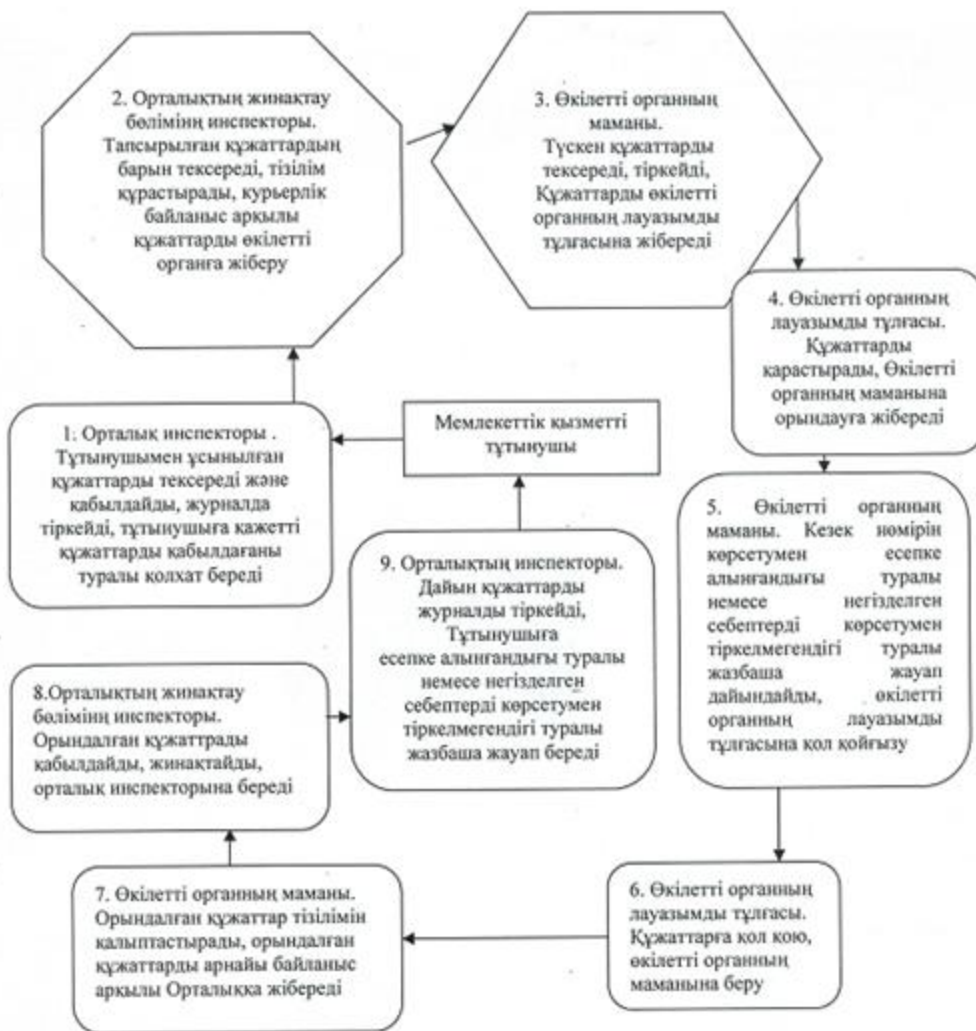 2. Орталықтың жинақтау
бөлімінң инспекторы.
Тапсырылған құжаттардың
барын тексереді, тізілім
құрастырады, курьерлік
байланыс арқылы
құжаттарды өкілетті
органға жіберу
3. Өкілетті органның
маманы.
Түскен құжаттарды
тексереді, тіркейді,
Құжаттарды өкілетті
органның лауазымды
тұлғасына жібереді
4. Өкілетті органның
лауазымды тұлғасы.
Құжаттарды
қарастырады, Өкілетті
органның маманына
орындауға жібереді
Мемлекеттік қызметті
тұтынушы
1. Орталық инспекторы .
Тұтынушымен ұсынылған
құжаттарды тексереді және
қабылдайды, журналда
тіркейді, тұтынушыға қажетті
құжаттарды қабылдағаны
туралы қолхат береді
5. Өкілетті органның
маманы. Кезек нөмірін
көрсетумен есепке
алынғандығы туралы
немесе негізделген
себептерді көрсетумен
тіркелмегендігі туралы
жазбаша жауап
дайындайды, өкілетті
органның лауазымды
тұлғасына қол қойғызу
9. Орталықтың инспекторы.
Дайын құжаттарды
журналды тіркейді,
Тұтынушыға
есепке алынғандығы туралы
немесе негізделген
себептерді көрсетумен
тіркелмегендігі туралы
жазбаша жауап береді
8.Орталықтың жинақтау
бөлімінң инспекторы.
Орындалған құжаттрады
қабылдайды, жинақтайды,
орталық инспекторына береді
7. Өкілетті органның маманы.
Орындалған құжаттар тізілімін
қалыптастырады, орындалған
құжаттарды арнайы байланыс
арқылы Орталыққа жібереді
6. Өкілетті органның
лауазымды тұлғасы.
Құжаттарға қол қою,
өкілетті органның
маманына беру